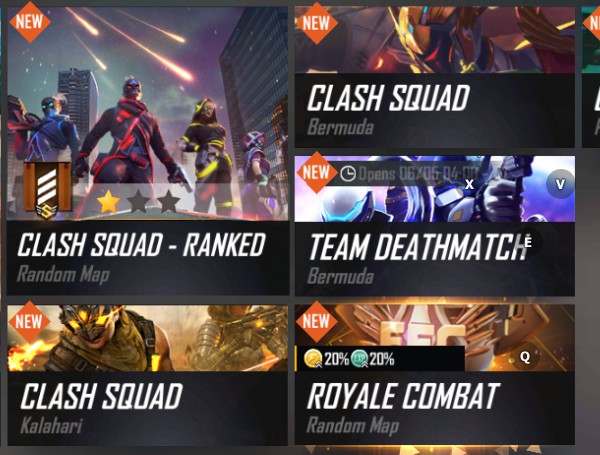 NEW
CLASH SQUAD - RANKED
Random Map
NEW
CLASH SQUAD
Bermuda
NEW
NEW
Opens 06/05 04:00 -
X
V
TEAM DEATHMATCH
E
Bermuda
NEW
CLASH SQUAD
Kalahari
NEW
20% 20%
Q
ROYALE COMBAT
Random Map